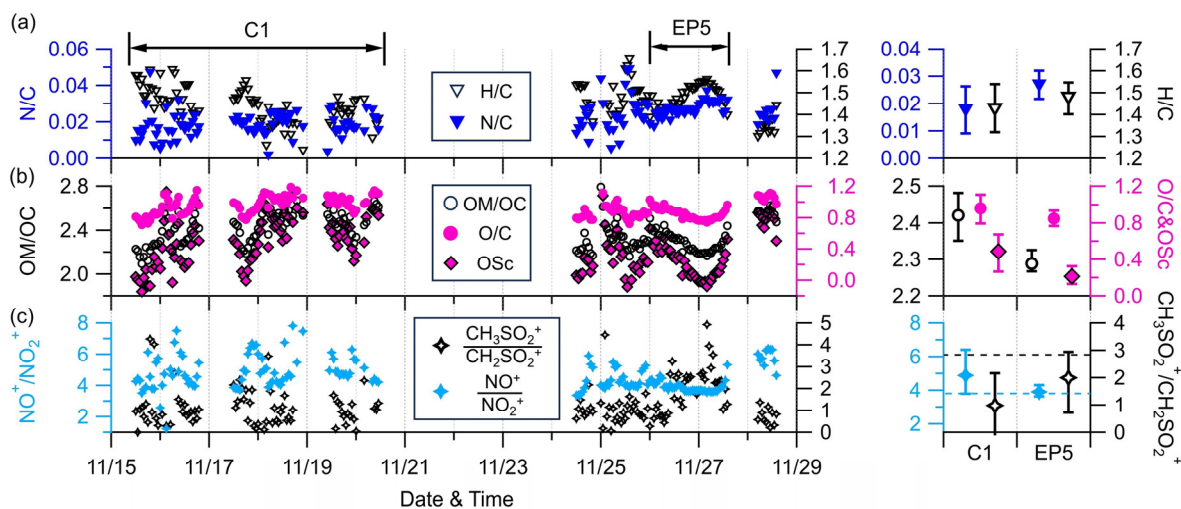 (a)
C1
EP5
N/C
0.06
0.04
0.02
0.00
H/C
N/C
1.7
1.6
1.5
1.4
1.3
1.2
0.04
0.03
0.02
0.01
0.00
1.7
1.6
1.5
1.4
1.3
1.2
H/C
(b)
OM/OC
2.8
2.4
2.0
OM/OC
O/C
OSc
1.2
0.8
0.4
0.0
2.5
2.4
2.3
2.2
1.2
0.9
0.6
0.3
0.0
O/C&OSc
(c)
NO⁺/NO₂⁺
8
6
4
2
CH₃SO₂⁺
CH₂SO₂⁺
NO⁺
NO₂⁺
5
4
3
2
1
0
8
6
4
2
4
3
2
1
0
CH₃SO₂⁺/CH₂SO₂⁺
11/15 11/17 11/19 11/21 11/23 11/25 11/27 11/29
C1 EP5
Date & Time